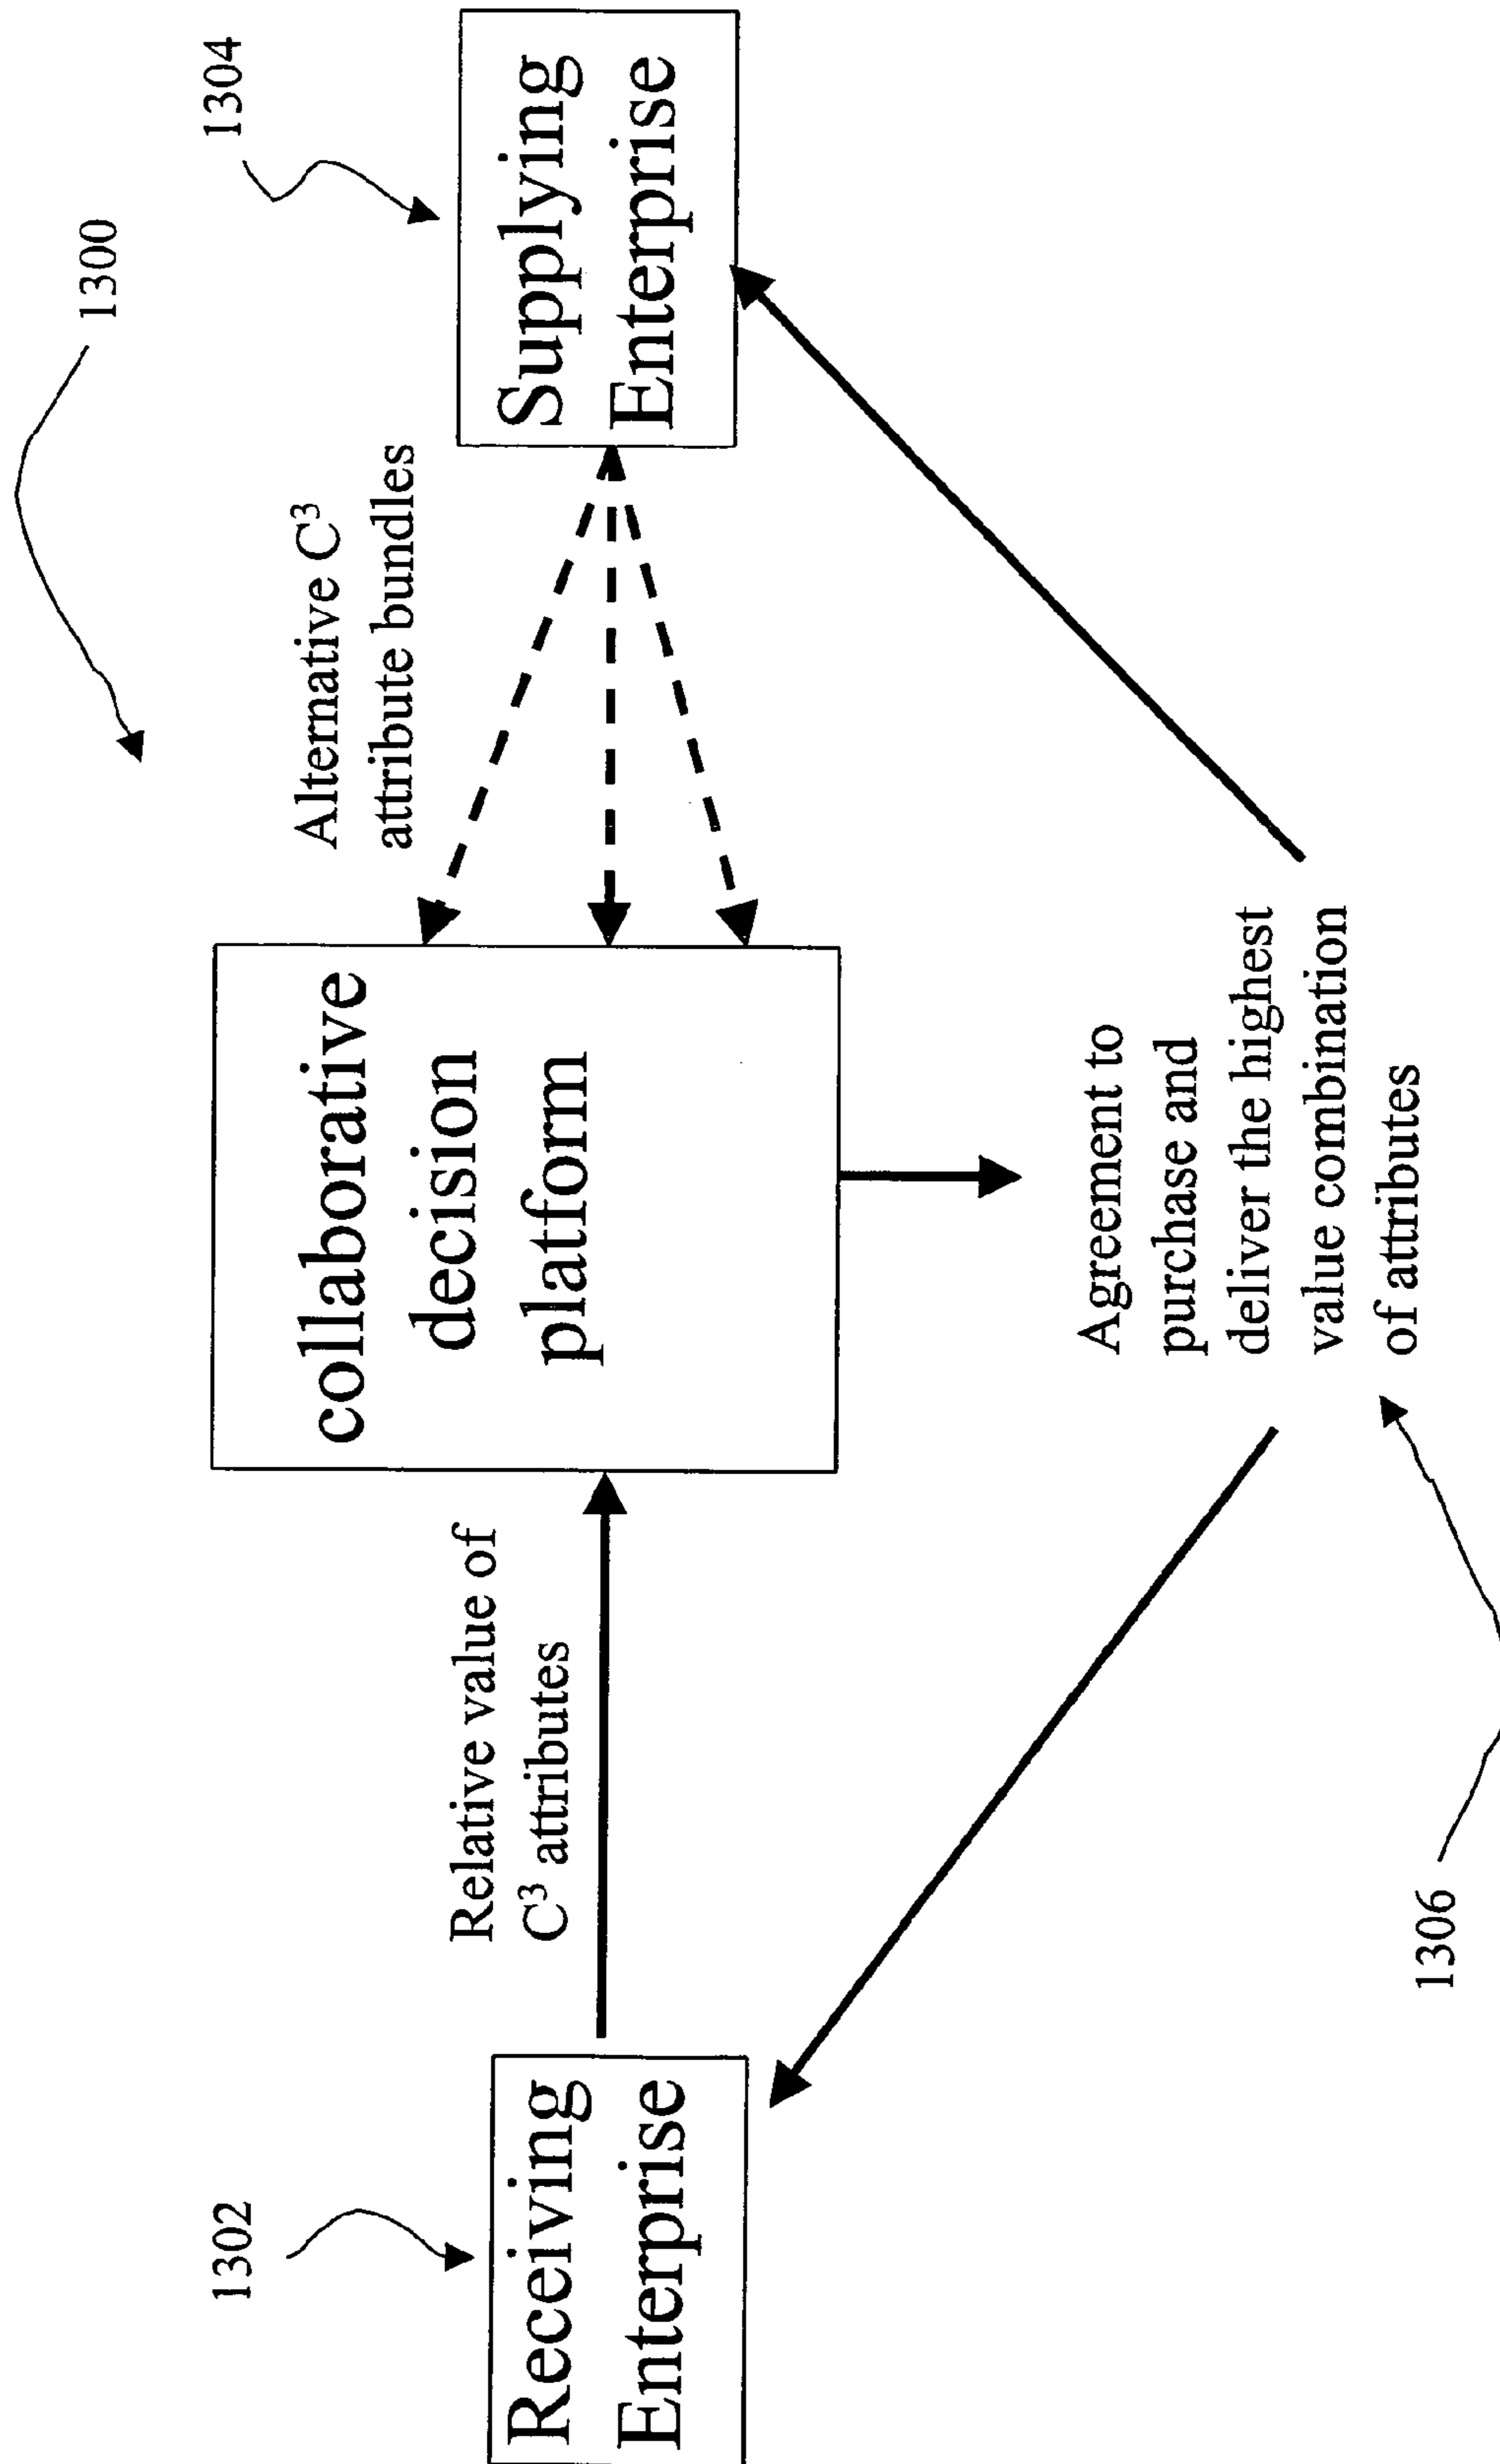 1300
1302
1304
Receiving
Enterprise
Relative value of
C³ attributes
collaborative
decision
platform
Alternative C³
attribute bundles
Supplying
Enterprise
Agreement to
purchase and
deliver the highest
value combination
of attributes
1306